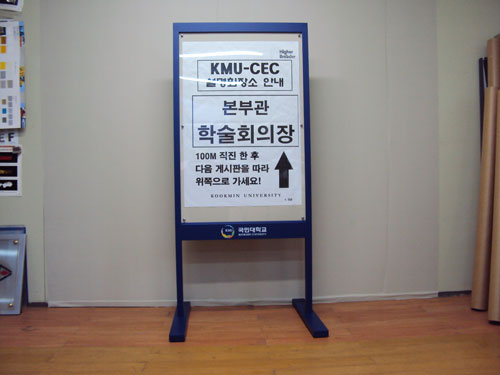 KMU-CEC
설명회장소 안내
본부관
학술회의장
100M 직진 한 후
다음 게시판을 따라
위쪽으로 가세요!
KOOKMIN UNIVERSITY
국민대학교
KOOKMIN UNIVERSITY